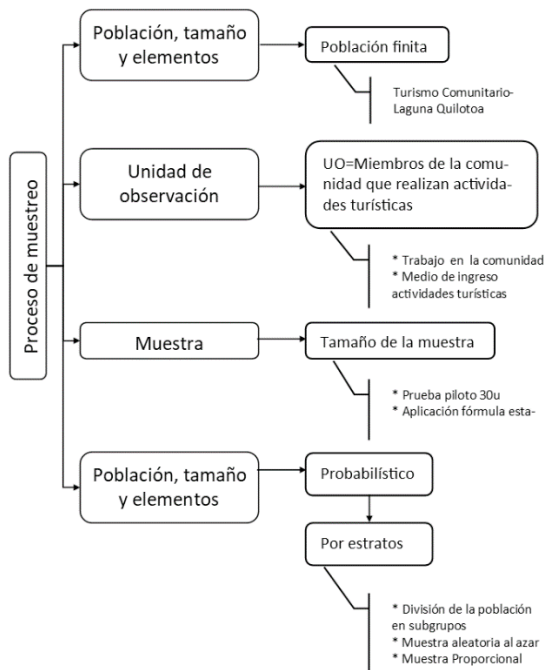 Proceso de muestreo
Población, tamaño
y elementos
Población finita
Turismo Comunitario-
Laguna Quilotoa
Unidad de
observación
UO=Miembros de la comu-
nidad que realizan activida-
des turísticas
* Trabajo en la comunidad
* Medio de ingreso
actividades turísticas
Muestra
Tamaño de la muestra
* Prueba piloto 30u
* Aplicación fórmula esta-
Población, tamaño
y elementos
Probabilístico
Por estratos
* División de la población
en subgrupos
* Muestra aleatoria al azar
* Muestra Proporcional